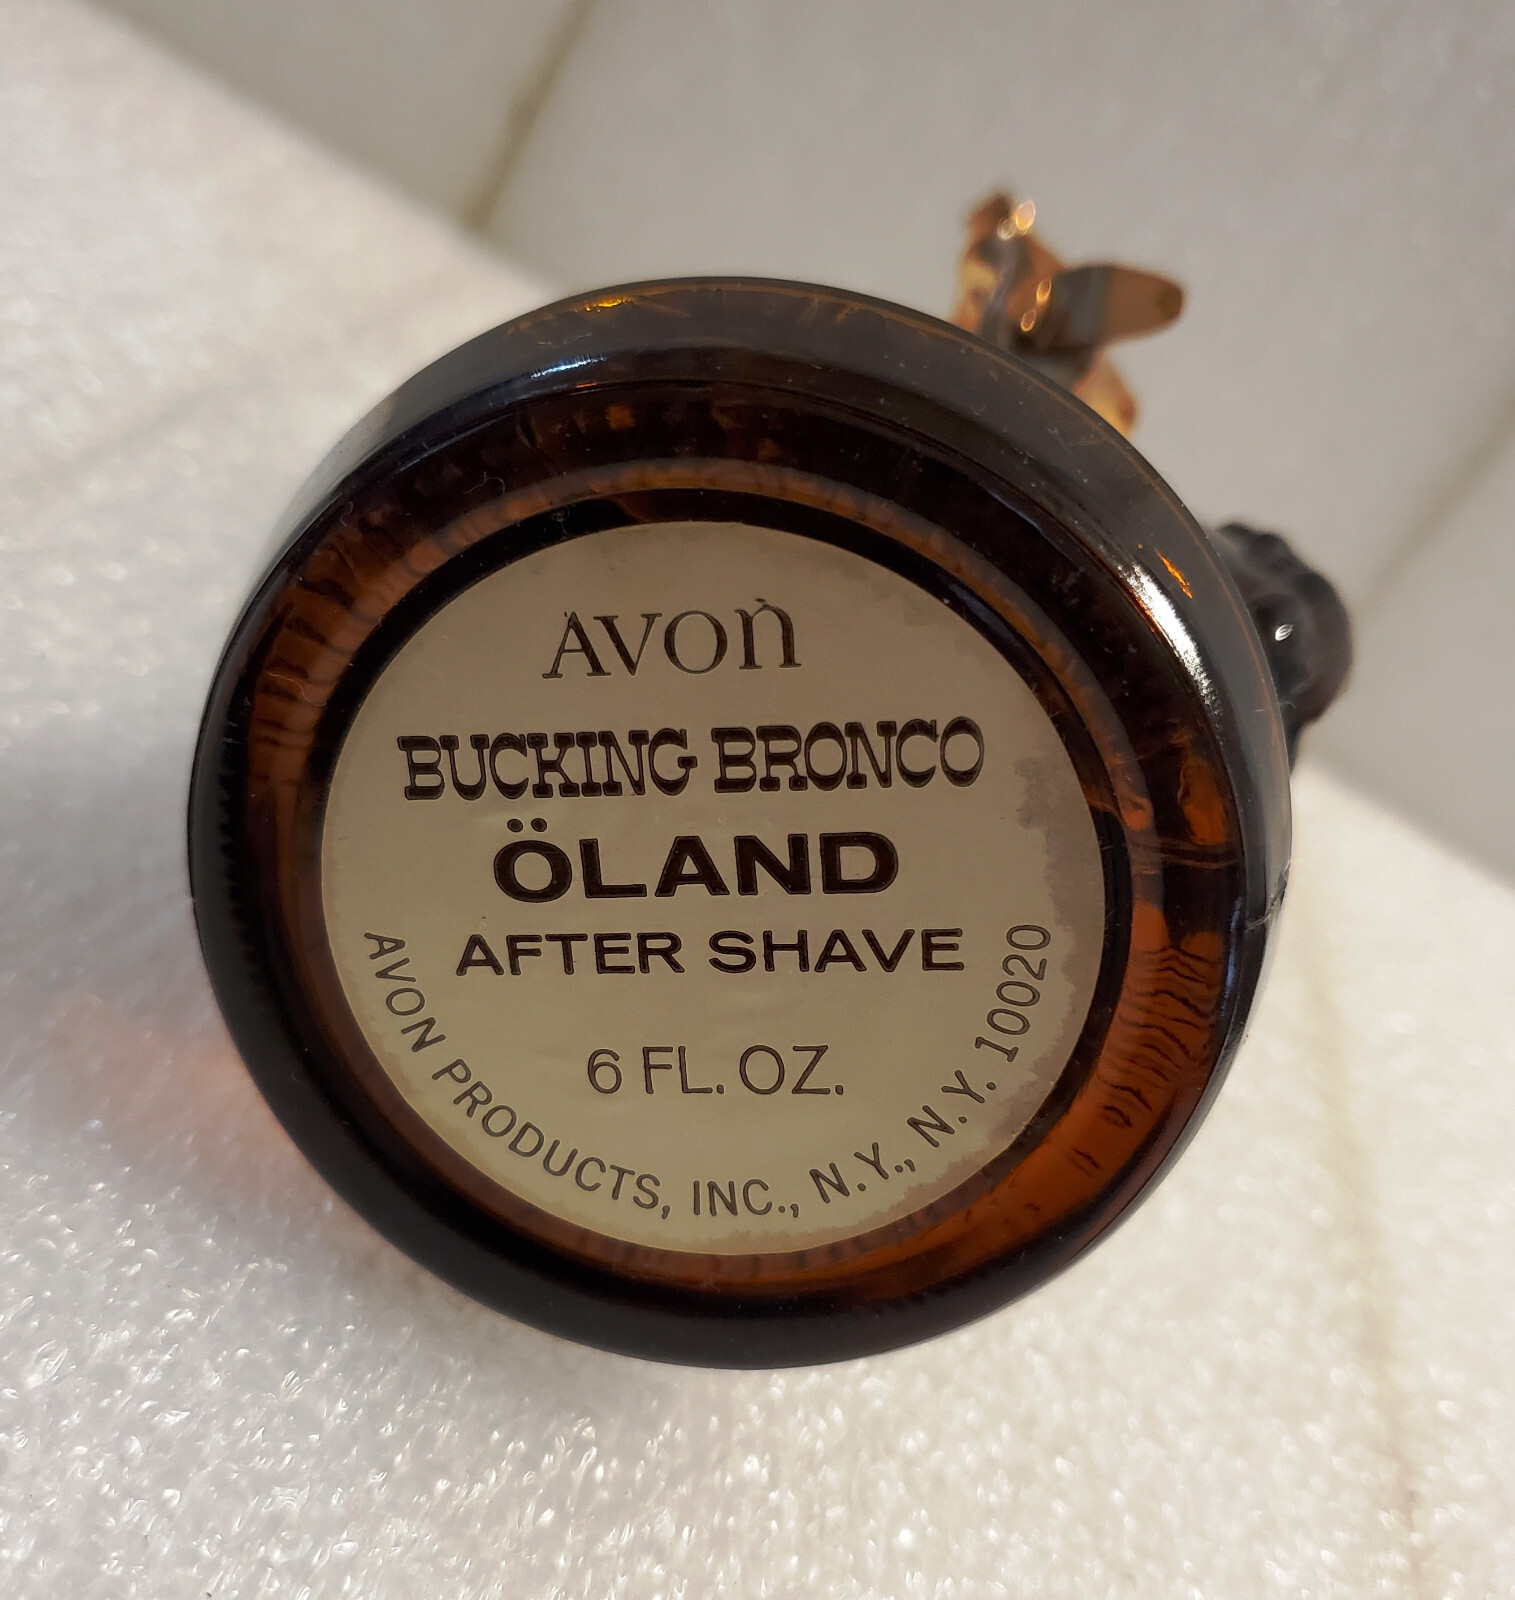 AVON
BUCKING BRONCO
ÖLAND
AFTER SHAVE
6 FL. OZ.
AVON PRODUCTS, INC., N.Y., N.Y. 10020